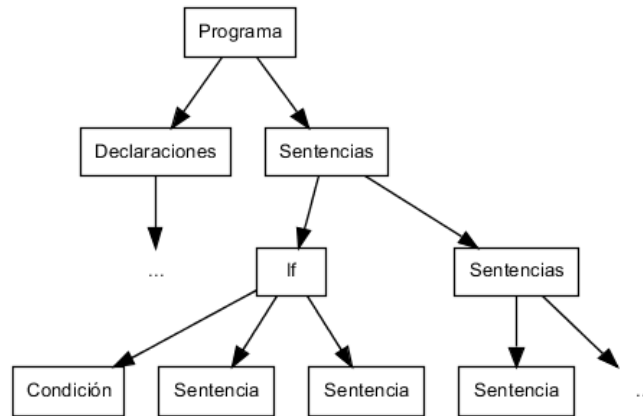 Programa
Declaraciones
Sentencias
...
If
Sentencias
Condición
Sentencia
Sentencia
Sentencia
...